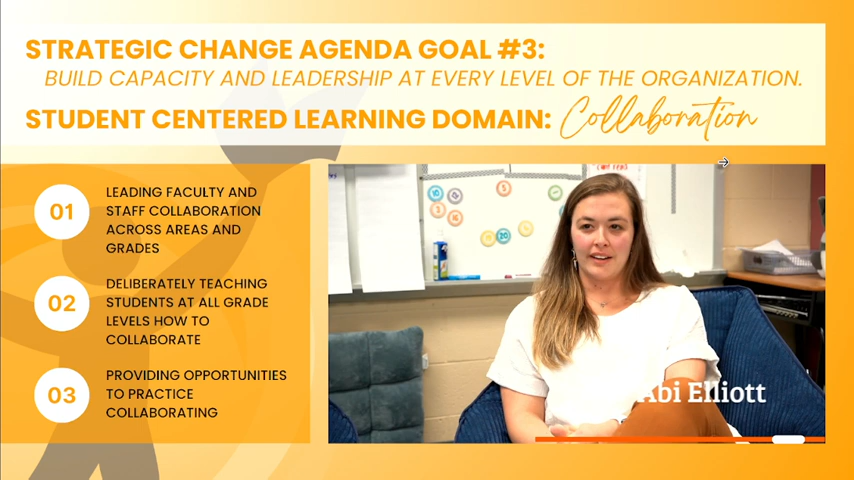 STRATEGIC CHANGE AGENDA GOAL #3:
BUILD CAPACITY AND LEADERSHIP AT EVERY LEVEL OF THE ORGANIZATION.
STUDENT CENTERED LEARNING DOMAIN: Collaboration
01
LEADING FACULTY AND
STAFF COLLABORATION
ACROSS AREAS AND
GRADES
02
DELIBERATELY TEACHING
STUDENTS AT ALL GRADE
LEVELS HOW TO
COLLABORATE
03
PROVIDING OPPORTUNITIES
TO PRACTICE
COLLABORATING
Abi Elliott